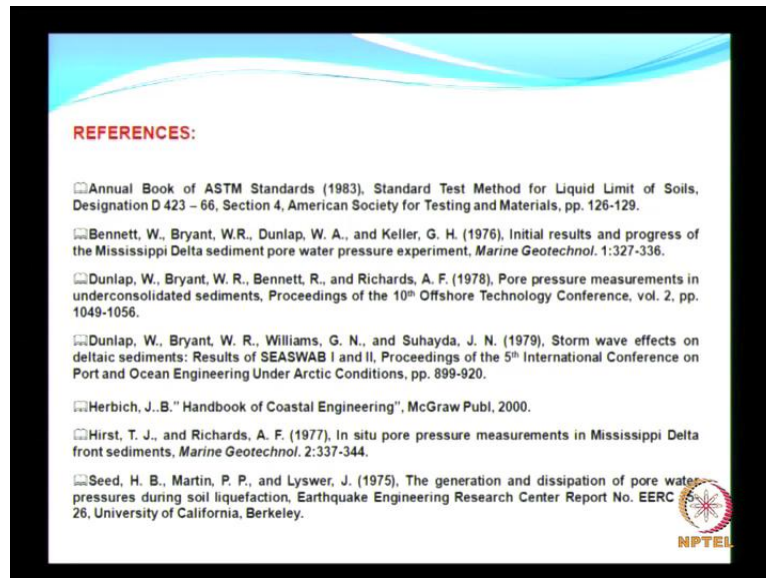 REFERENCES:
Annual Book of ASTM Standards (1983), Standard Test Method for Liquid Limit of Soils,
Designation D 423 – 66, Section 4, American Society for Testing and Materials, pp. 126-129.
Bennett, W., Bryant, W.R., Dunlap, W. A., and Keller, G. H. (1976), Initial results and progress of
the Mississippi Delta sediment pore water pressure experiment, Marine Geotechnol. 1:327-336.
Dunlap, W., Bryant, W. R., Bennett, R., and Richards, A. F. (1978), Pore pressure measurements in
underconsolidated sediments, Proceedings of the 10th Offshore Technology Conference, vol. 2, pp.
1049-1056.
Dunlap, W., Bryant, W. R., Williams, G. N., and Suhayda, J. N. (1979), Storm wave effects on
deltaic sediments: Results of SEASWAB I and II, Proceedings of the 5th International Conference on
Port and Ocean Engineering Under Arctic Conditions, pp. 899-920.
Herbich, J..B." Handbook of Coastal Engineering", McGraw Publ, 2000.
Hirst, T. J., and Richards, A. F. (1977), In situ pore pressure measurements in Mississippi Delta
front sediments, Marine Geotechnol. 2:337-344.
Seed, H. B., Martin, P. P., and Lyswer, J. (1975), The generation and dissipation of pore water
pressures during soil liquefaction, Earthquake Engineering Research Center Report No. EERC
26, University of California, Berkeley.
NPTEL